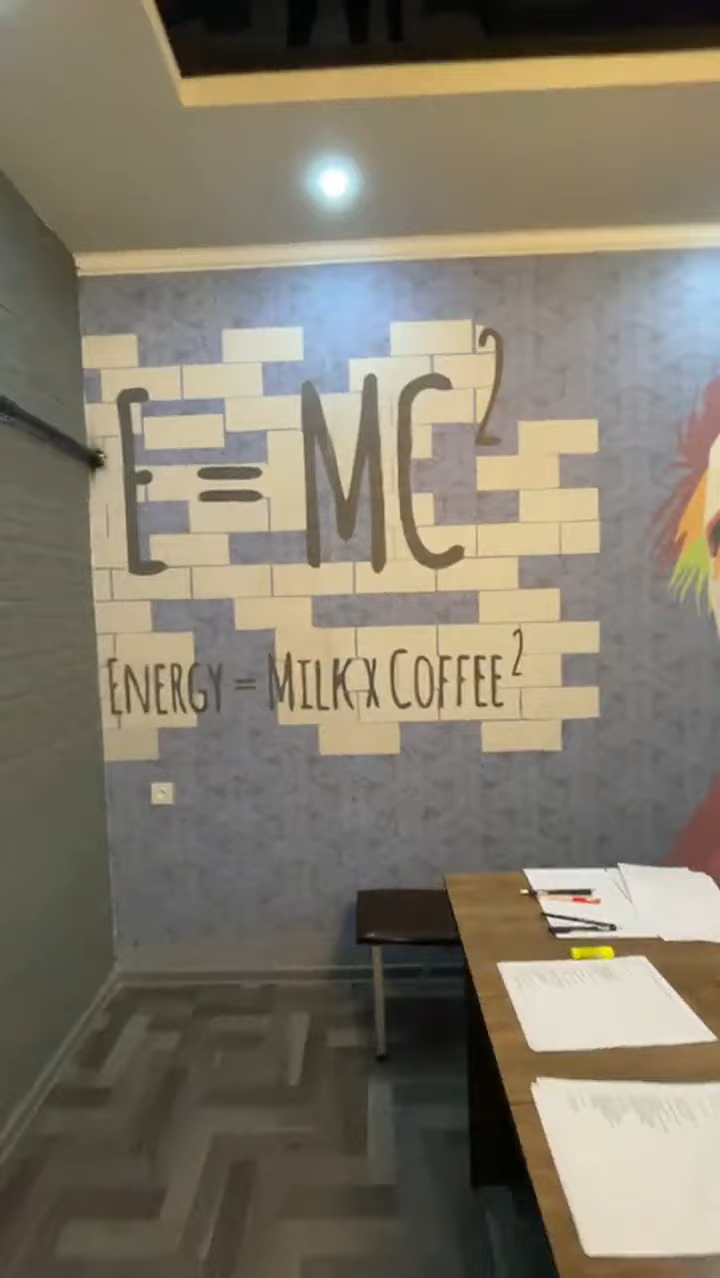 E = MC²
ENERGY = MILK X COFFEE²